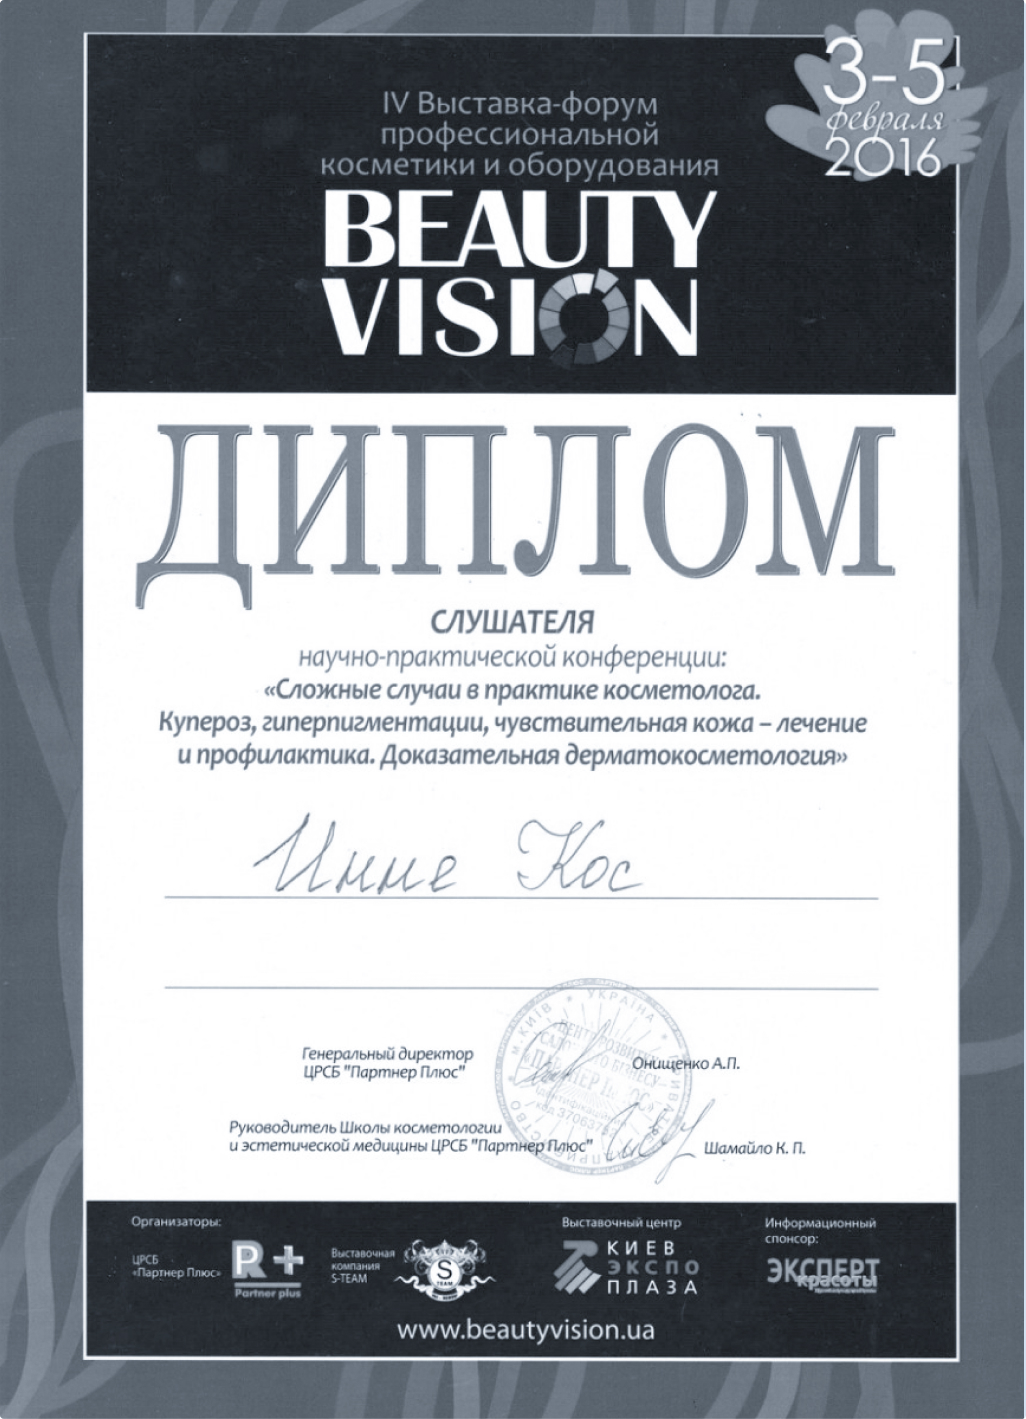 3-5
февраля
2016
IV Выставка-форум
профессиональной
косметики и оборудования
BEAUTY
VISION
ДИПЛОМ
СЛУШАТЕЛЯ
научно-практической конференции:
«Сложные случаи в практике косметолога.
Купероз, гиперпигментации, чувствительная кожа – лечение
и профилактика. Доказательная дерматокосметология»
Инне Кос
Генеральный директор
ЦРСБ "Партнер Плюс"
Онищенко А.П.
м. КИЇВ * УКРАЇНА *
Руководитель Школы косметологии
и эстетической медицины ЦРСБ "Партнер Плюс"
Шамайло К. П.
Организаторы:
ЦРСБ
«Партнер Плюс»
Partner plus
Выставочная
компания
S-TEAM
S
TEAM
Выставочный центр
КИЕВ
ЭКСПО
ПЛАЗА
Информационный
спонсор:
ЭКСПЕРТ
красоты
www.beautyvision.ua